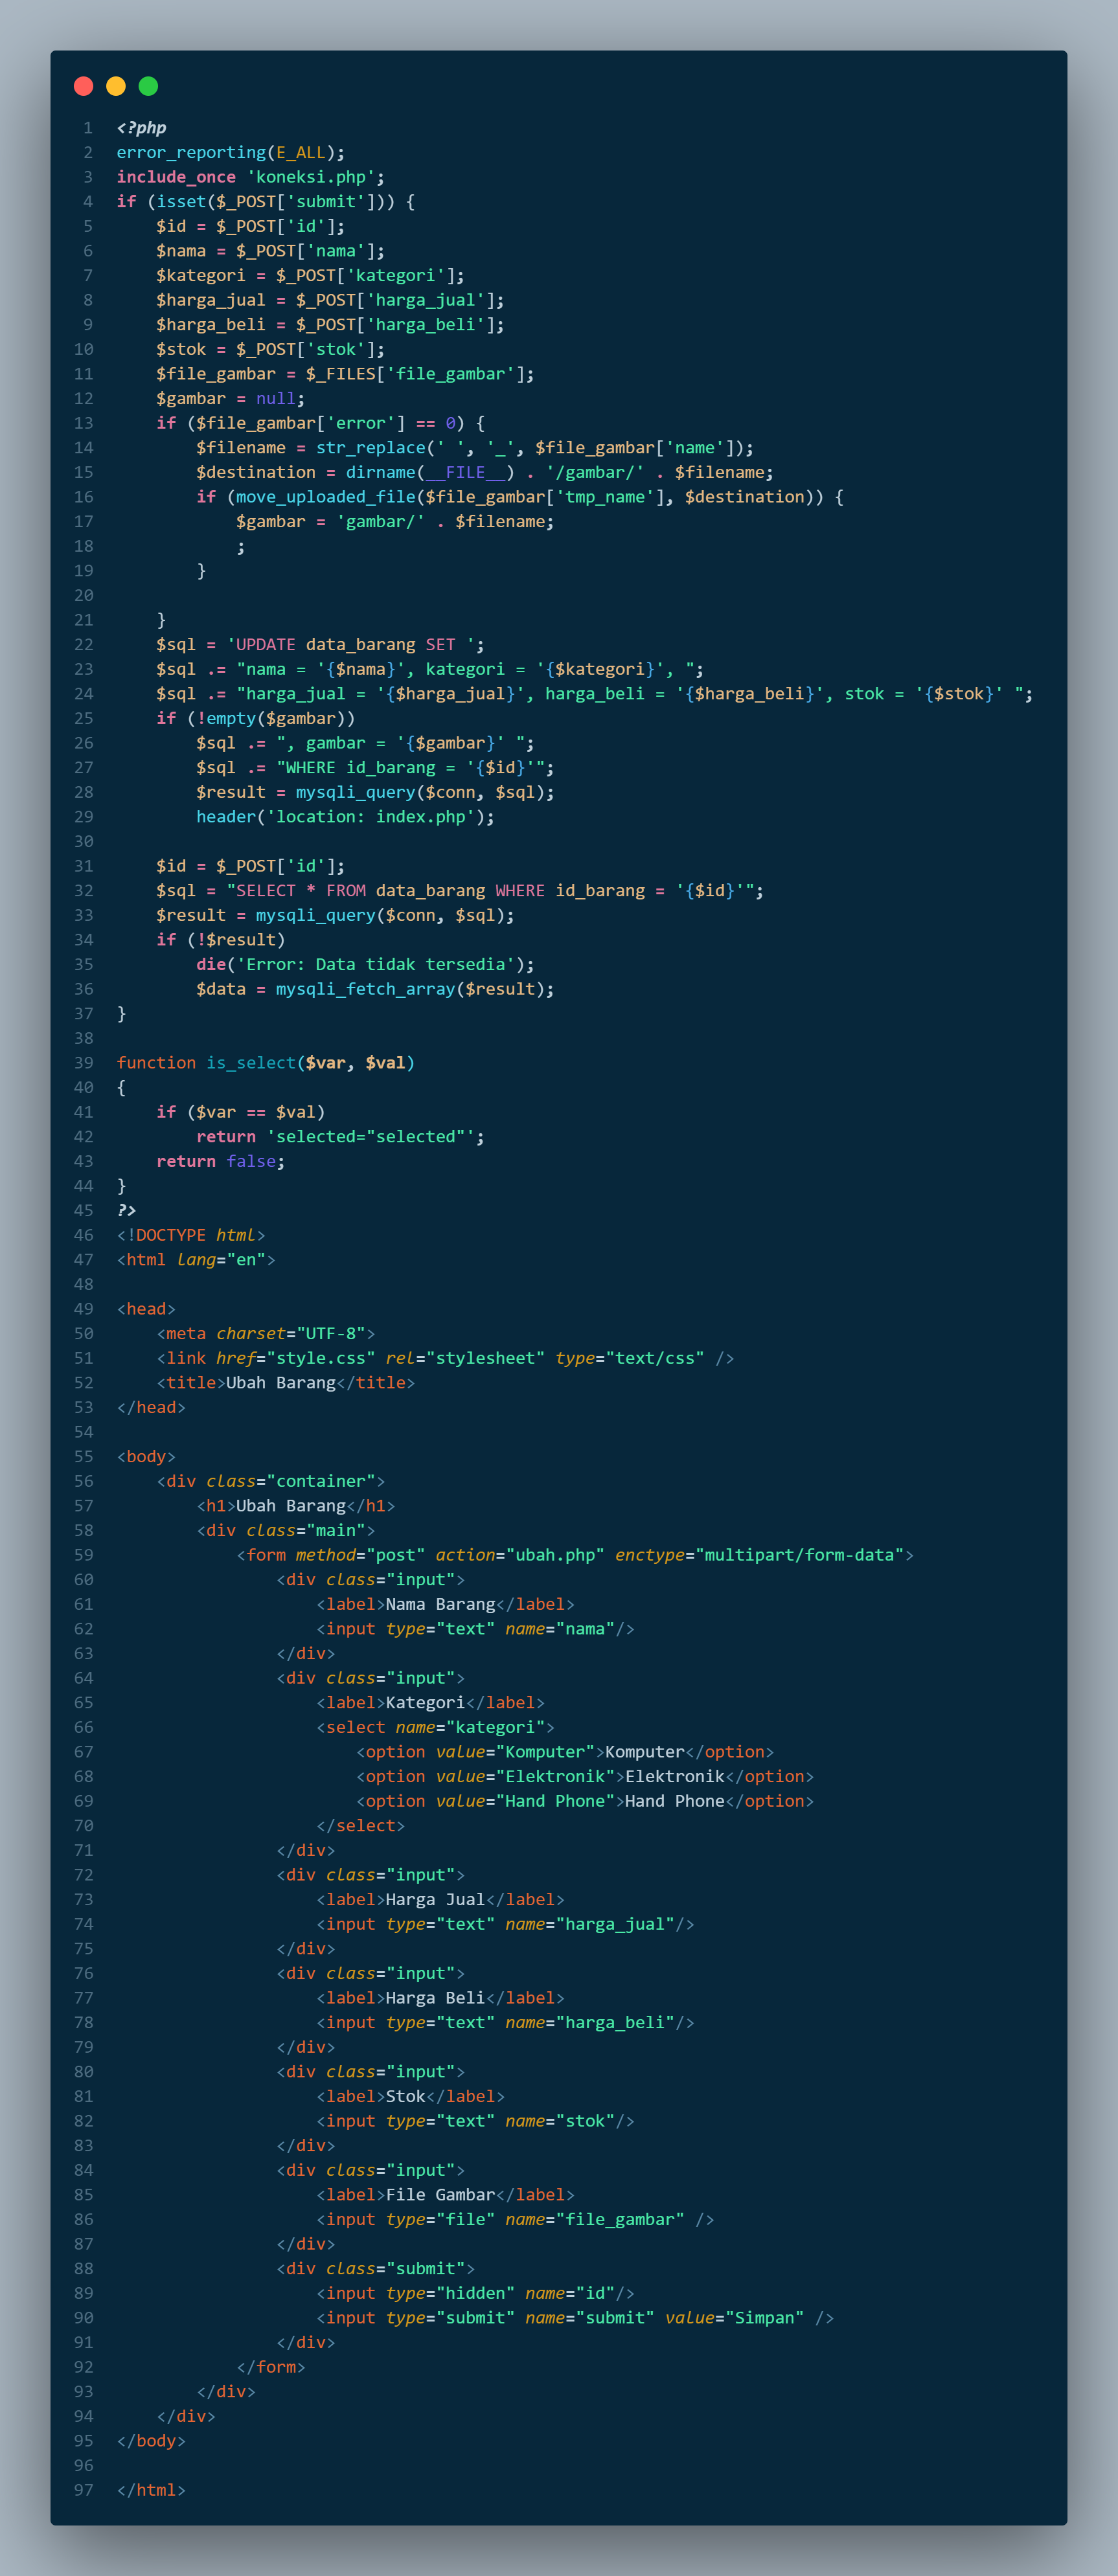 1 <?php
2 error_reporting(E_ALL);
3 include_once 'koneksi.php';
4 if (isset($_POST['submit'])) {
5     $id = $_POST['id'];
6     $nama = $_POST['nama'];
7     $kategori = $_POST['kategori'];
8     $harga_jual = $_POST['harga_jual'];
9     $harga_beli = $_POST['harga_beli'];
10     $stok = $_POST['stok'];
11     $file_gambar = $_FILES['file_gambar'];
12     $gambar = null;
13     if ($file_gambar['error'] == 0) {
14         $filename = str_replace(' ', '_', $file_gambar['name']);
15         $destination = dirname(__FILE__) . '/gambar/' . $filename;
16         if (move_uploaded_file($file_gambar['tmp_name'], $destination)) {
17             $gambar = 'gambar/' . $filename;
18             ;
19         }
20
21     }
22     $sql = 'UPDATE data_barang SET ';
23     $sql .= "nama = '{$nama}', kategori = '{$kategori}', ";
24     $sql .= "harga_jual = '{$harga_jual}', harga_beli = '{$harga_beli}', stok = '{$stok}' ";
25     if (!empty($gambar))
26         $sql .= ", gambar = '{$gambar}' ";
27         $sql .= "WHERE id_barang = '{$id}'";
28         $result = mysqli_query($conn, $sql);
29         header('location: index.php');
30
31     $id = $_POST['id'];
32     $sql = "SELECT * FROM data_barang WHERE id_barang = '{$id}'";
33     $result = mysqli_query($conn, $sql);
34     if (!$result)
35         die('Error: Data tidak tersedia');
36         $data = mysqli_fetch_array($result);
37 }
38
39 function is_select($var, $val)
40 {
41     if ($var == $val)
42         return 'selected="selected"';
43     return false;
44 }
45 ?>
46 <!DOCTYPE html>
47 <html lang="en">
48
49 <head>
50     <meta charset="UTF-8">
51     <link href="style.css" rel="stylesheet" type="text/css" />
52     <title>Ubah Barang</title>
53 </head>
54
55 <body>
56     <div class="container">
57         <h1>Ubah Barang</h1>
58         <div class="main">
59             <form method="post" action="ubah.php" enctype="multipart/form-data">
60                 <div class="input">
61                     <label>Nama Barang</label>
62                     <input type="text" name="nama"/>
63                 </div>
64                 <div class="input">
65                     <label>Kategori</label>
66                     <select name="kategori">
67                         <option value="Komputer">Komputer</option>
68                         <option value="Elektronik">Elektronik</option>
69                         <option value="Hand Phone">Hand Phone</option>
70                     </select>
71                 </div>
72                 <div class="input">
73                     <label>Harga Jual</label>
74                     <input type="text" name="harga_jual"/>
75                 </div>
76                 <div class="input">
77                     <label>Harga Beli</label>
78                     <input type="text" name="harga_beli"/>
79                 </div>
80                 <div class="input">
81                     <label>Stok</label>
82                     <input type="text" name="stok"/>
83                 </div>
84                 <div class="input">
85                     <label>File Gambar</label>
86                     <input type="file" name="file_gambar" />
87                 </div>
88                 <div class="submit">
89                     <input type="hidden" name="id"/>
90                     <input type="submit" name="submit" value="Simpan" />
91                 </div>
92             </form>
93         </div>
94     </div>
95 </body>
96
97 </html>